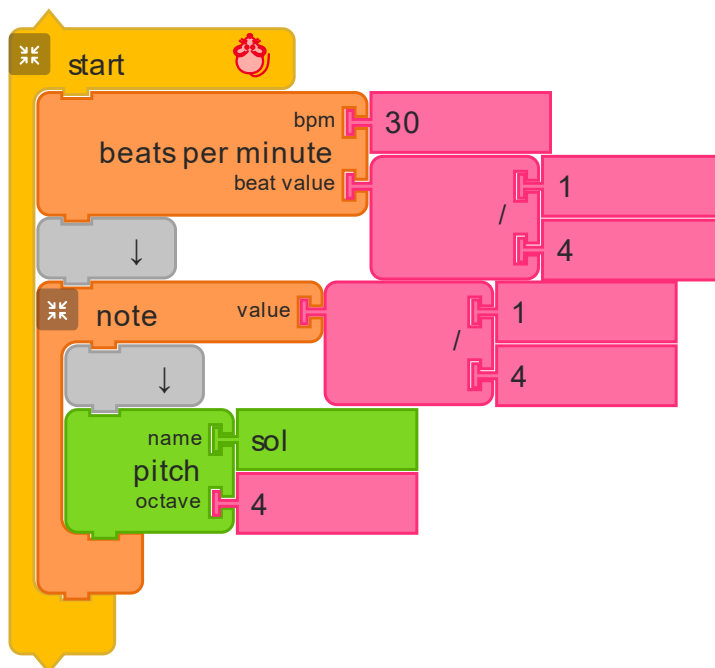 start
bpm 30
beats per minute
beat value 1
/
4
↓
note value 1
/
4
↓
name sol
pitch
octave 4